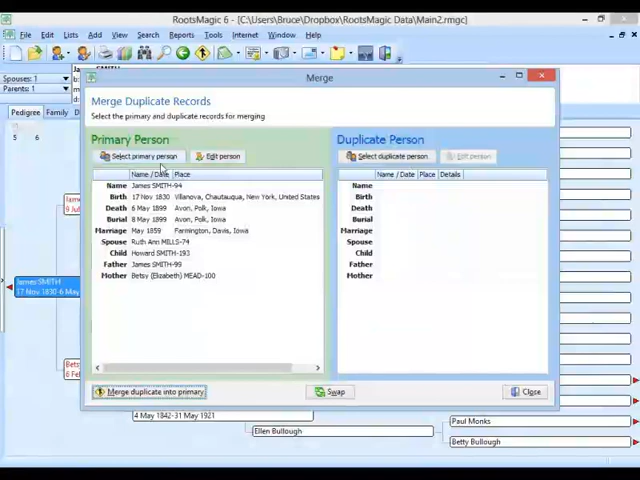 RootsMagic 6 - [C:\Users\Bruce\Dropbox\RootsMagic Data\Main2.rmgc]
File Edit Lists Add View Search Reports Tools Internet Window Help
Spouses: 1
Parents: 1
Pedigree Family
5 6
James SMITH
17 Nov 1830-6 May
Merge
Merge Duplicate Records
Select the primary and duplicate records for merging
Primary Person
Select primary person Edit person
Name / Date Place
Name James SMITH-94
Birth 17 Nov 1830 Villanova, Chautauqua, New York, United States
Death 6 May 1899 Avon, Polk, Iowa
Burial 8 May 1899 Avon, Polk, Iowa
Marriage May 1859 Farmington, Davis, Iowa
Spouse Ruth Ann MILLS-74
Child Howard SMITH-193
Father James SMITH-99
Mother Betsy (Elizabeth) MEAD-100
Duplicate Person
Select duplicate person Edit person
Name / Date Place Details
Name
Birth
Death
Burial
Marriage
Spouse
Child
Father
Mother
Merge duplicate into primary Swap Close
4 May 1842-31 May 1921
Ellen Bullough
Paul Monks
Betty Bullough